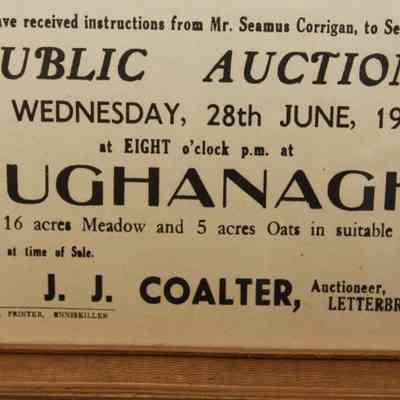 ave received instructions from Mr. Seamus Corrigan, to Se
UBLIC AUCTION
WEDNESDAY, 28th JUNE, 19
at EIGHT o'clock p.m. at
UGHANAGH
16 acres Meadow and 5 acres Oats in suitable
at time of Sale.
J. J. COALTER, Auctioneer,
LETTERBR
PRINTER, ENNISKILLEN